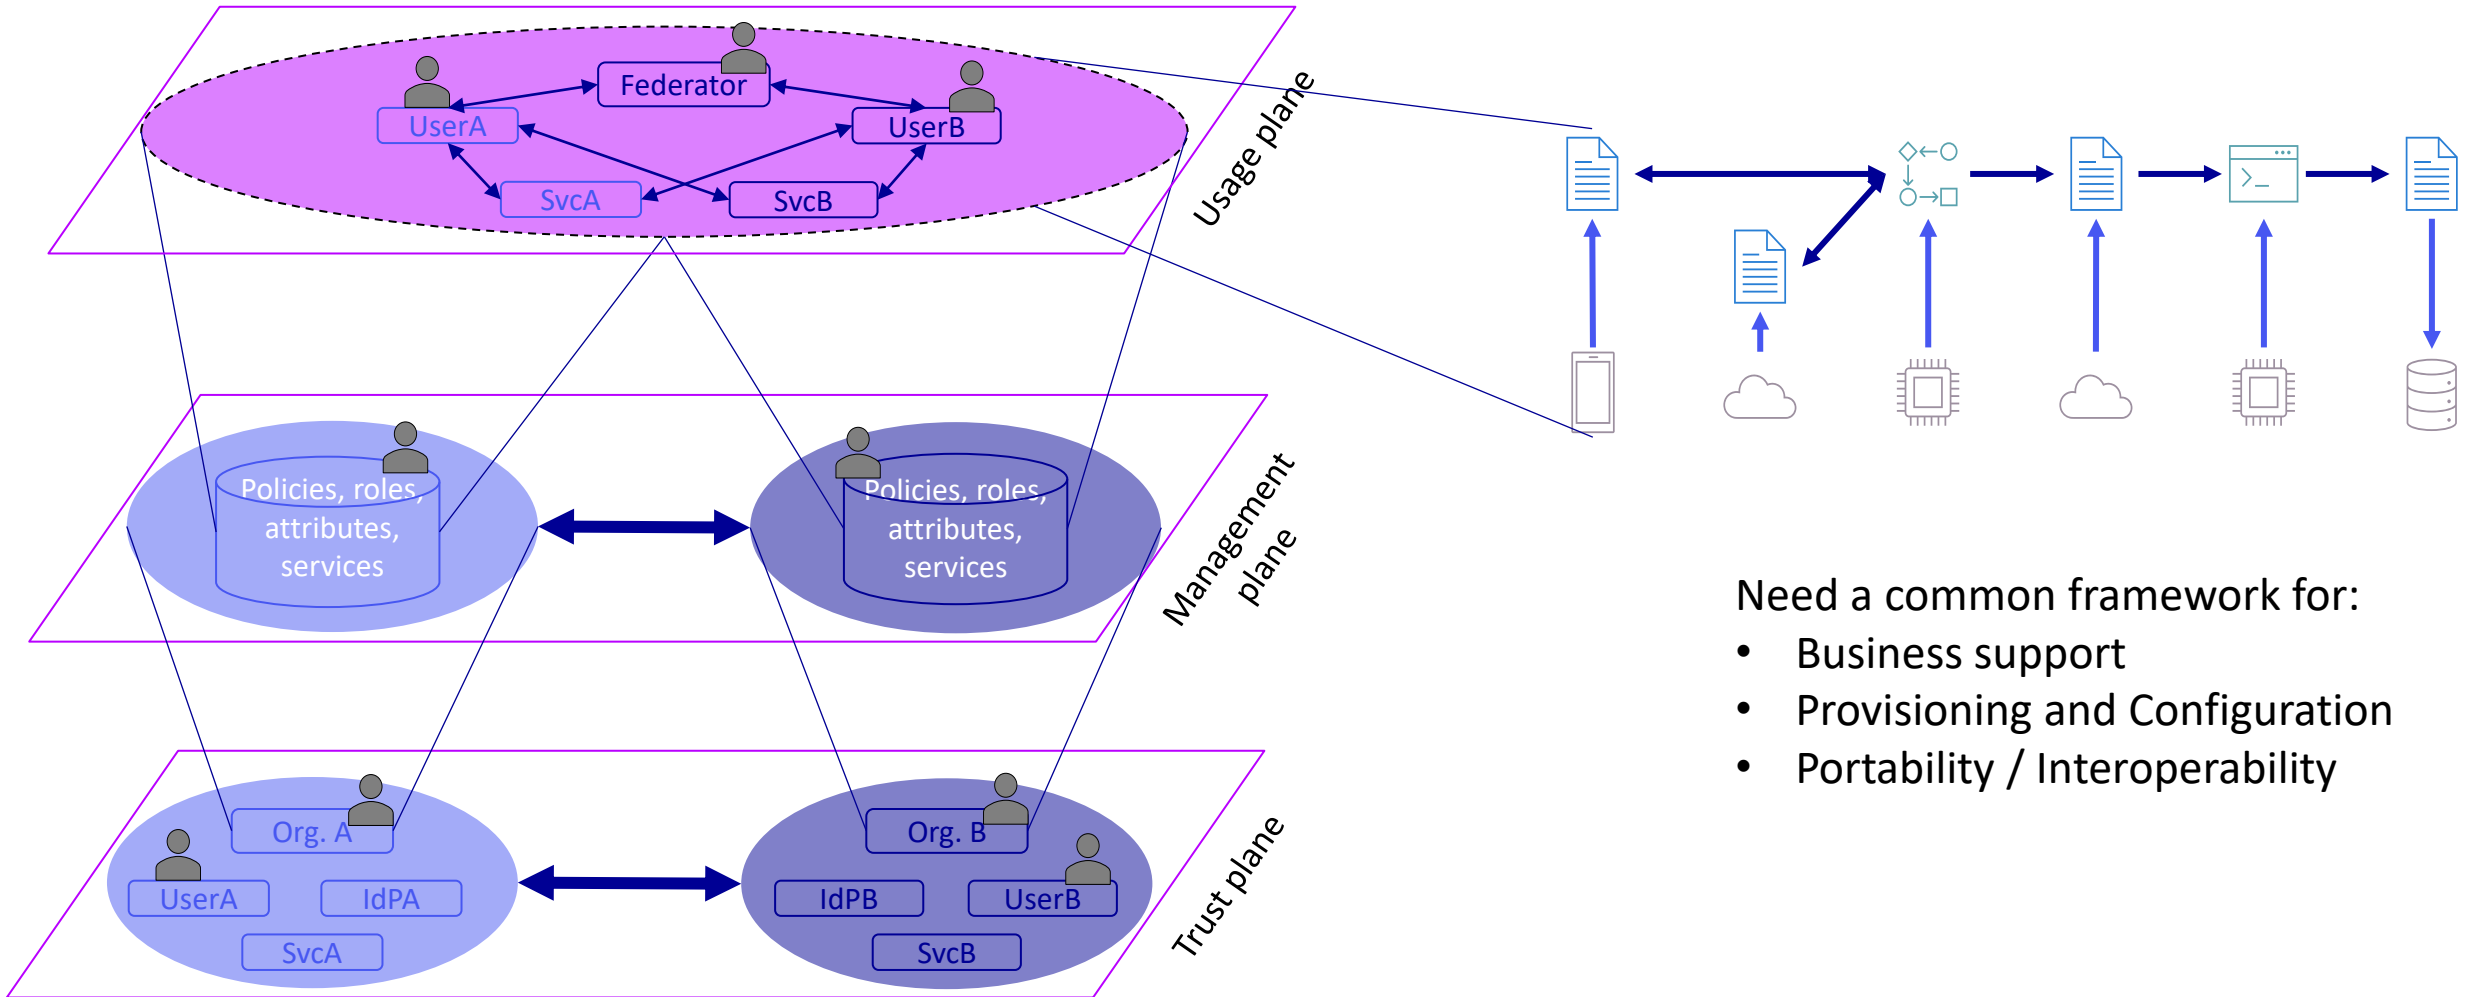 Federator
UserA
UserB
SvcA
SvcB
Usage plane
Policies, roles,
attributes,
services
Policies, roles,
attributes,
services
Management
plane
Org. A
UserA
IdPA
SvcA
Org. B
IdPB
UserB
SvcB
Trust plane
Need a common framework for:
• Business support
• Provisioning and Configuration
• Portability / Interoperability